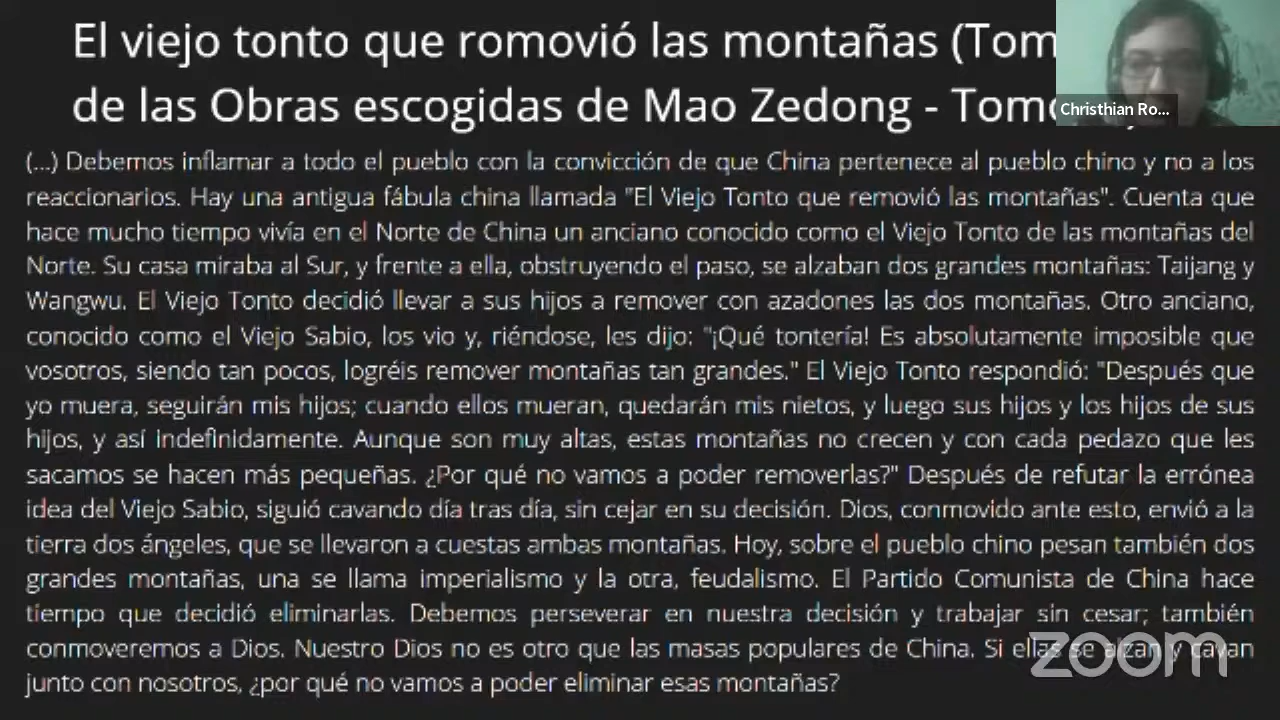 El viejo tonto que romovió las montañas (Tom
de las Obras escogidas de Mao Zedong - Tomo
Christhian Ro...
(...) Debemos inflamar a todo el pueblo con la convicción de que China pertenece al pueblo chino y no a los
reaccionarios. Hay una antigua fábula china llamada "El Viejo Tonto que removió las montañas". Cuenta que
hace mucho tiempo vivía en el Norte de China un anciano conocido como el Viejo Tonto de las montañas del
Norte. Su casa miraba al Sur, y frente a ella, obstruyendo el paso, se alzaban dos grandes montañas: Taijang y
Wangwu. El Viejo Tonto decidió llevar a sus hijos a remover con azadones las dos montañas. Otro anciano,
conocido como el Viejo Sabio, los vio y, riéndose, les dijo: "¡Qué tontería! Es absolutamente imposible que
vosotros, siendo tan pocos, logréis remover montañas tan grandes." El Viejo Tonto respondió: "Después que
yo muera, seguirán mis hijos; cuando ellos mueran, quedarán mis nietos, y luego sus hijos y los hijos de sus
hijos, y así indefinidamente. Aunque son muy altas, estas montañas no crecen y con cada pedazo que les
sacamos se hacen más pequeñas. ¿Por qué no vamos a poder removerlas?" Después de refutar la errónea
idea del Viejo Sabio, siguió cavando día tras día, sin cejar en su decisión. Dios, conmovido ante esto, envió a la
tierra dos ángeles, que se llevaron a cuestas ambas montañas. Hoy, sobre el pueblo chino pesan también dos
grandes montañas, una se llama imperialismo y la otra, feudalismo. El Partido Comunista de China hace
tiempo que decidió eliminarlas. Debemos perseverar en nuestra decisión y trabajar sin cesar; también
conmoveremos a Dios. Nuestro Dios no es otro que las masas populares de China. Si ellas se alzan y cavan
junto con nosotros, ¿por qué no vamos a poder eliminar esas montañas?
zoom